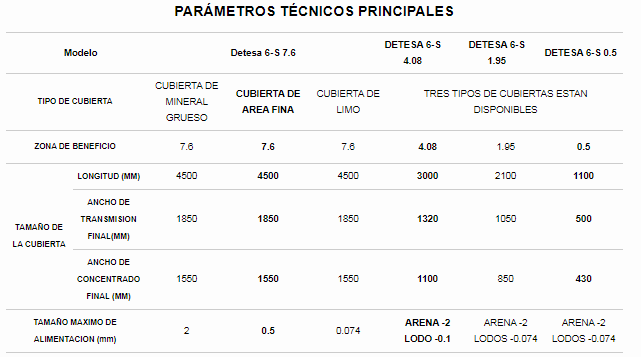 PARÁMETROS TÉCNICOS PRINCIPALES
Modelo Detesa 6-S 7.6 DETESA 6-S 4.08 DETESA 6-S 1.95 DETESA 6-S 0.5
TIPO DE CUBIERTA CUBIERTA DE MINERAL GRUESO CUBIERTA DE AREA FINA CUBIERTA DE LIMO TRES TIPOS DE CUBIERTAS ESTAN DISPONIBLES
ZONA DE BENEFICIO 7.6 7.6 7.6 4.08 1.95 0.5
TAMAÑO DE LA CUBIERTA
LONGITUD (MM) 4500 4500 4500 3000 2100 1100
ANCHO DE TRANSMISION FINAL(MM) 1850 1850 1850 1320 1050 500
ANCHO DE CONCENTRADO FINAL (MM) 1550 1550 1550 1100 850 430
TAMAÑO MAXIMO DE ALIMENTACION (mm) 2 0.5 0.074 ARENA -2 LODO -0.1 ARENA -2 LODOS -0.074 ARENA -2 LODOS -0.074